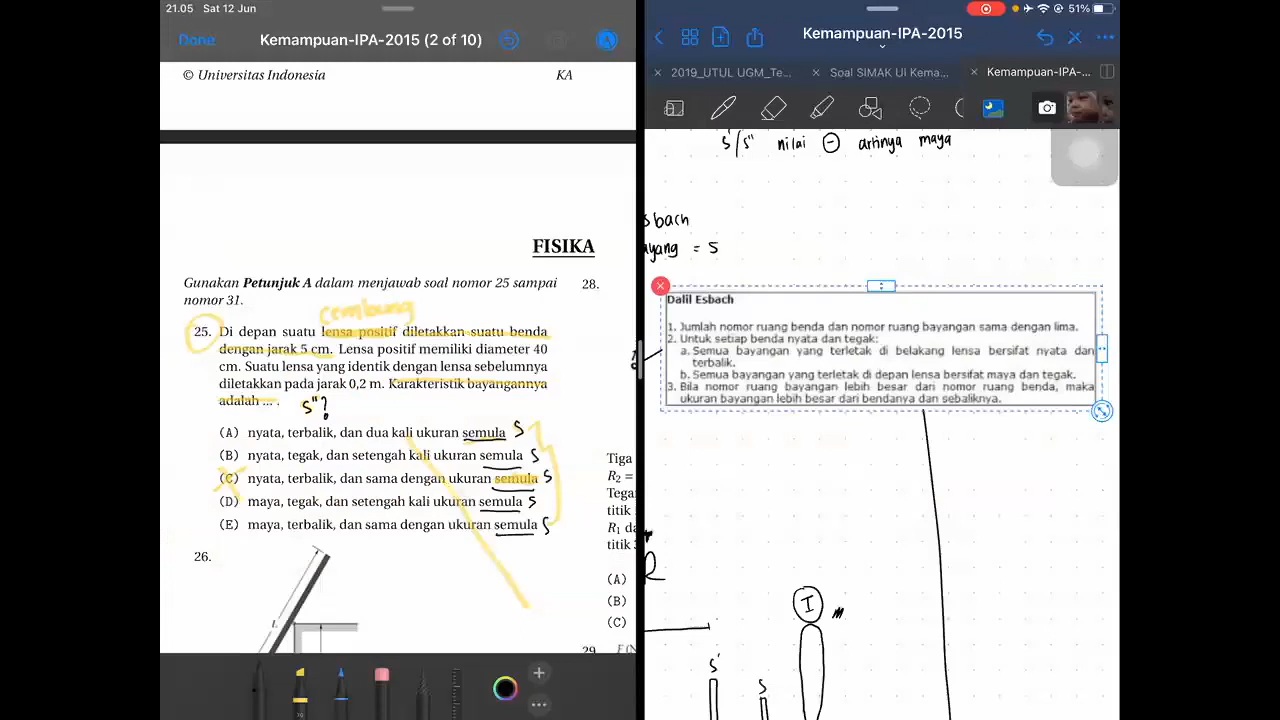 21.05 Sat 12 Jun
Done
Kemampuan-IPA-2015 (2 of 10)
© Universitas Indonesia
KA
FISIKA
Gunakan Petunjuk A dalam menjawab soal nomor 25 sampai
nomor 31.
cembung
25. Di depan suatu lensa positif diletakkan suatu benda
dengan jarak 5 cm. Lensa positif memiliki diameter 40
cm. Suatu lensa yang identik dengan lensa sebelumnya
diletakkan pada jarak 0,2 m. Karakteristik bayangannya
adalah ... .
s"?
(A) nyata, terbalik, dan dua kali ukuran semula S
(B) nyata, tegak, dan setengah kali ukuran semula S
(C) nyata, terbalik, dan sama dengan ukuran semula S
(D) maya, tegak, dan setengah kali ukuran semula S
(E) maya, terbalik, dan sama dengan ukuran semula S
26.
L
28.
Tiga
R2 =
Tega
titik
R1 da
titik
(A)
(B)
(C)
29.
51%
Kemampuan-IPA-2015
2019_UTUL UGM_Te...
Soal SIMAK UI Kema...
Kemampuan-IPA-...
s'/s" nilai - artinya maya
sbach
ayang = S
Dalil Esbach
1. Jumlah nomor ruang benda dan nomor ruang bayangan sama dengan lima.
2. Untuk setiap benda nyata dan tegak:
a. Semua bayangan yang terletak di belakang lensa bersifat nyata dan
terbalik.
b. Semua bayangan yang terletak di depan lensa bersifat maya dan tegak.
3. Bila nomor ruang bayangan lebih besar dari nomor ruang benda, maka
ukuran bayangan lebih besar dari bendanya dan sebaliknya.
R
I
s'
s